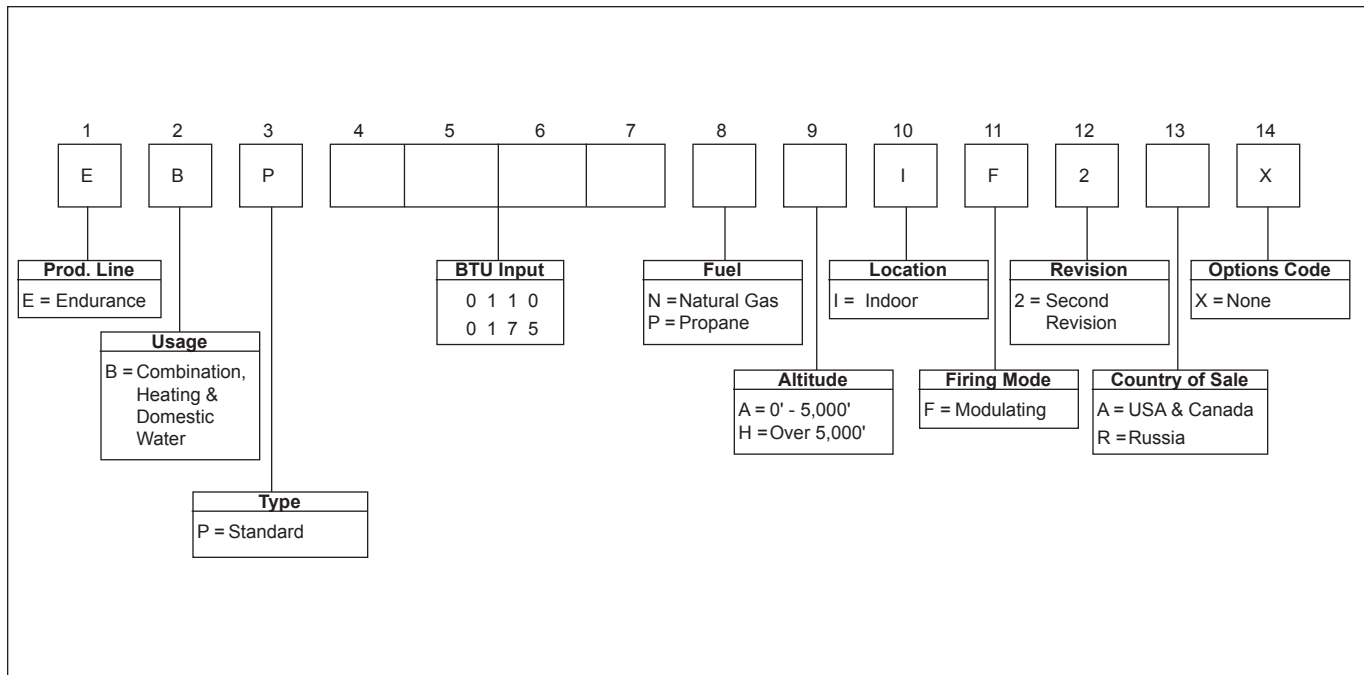 1 2 3 4 5 6 7 8 9 10 11 12 13 14
E B P I F 2 X
Prod. Line
E = Endurance
Usage
B = Combination,
Heating &
Domestic
Water
Type
P = Standard
BTU Input
0 1 1 0
0 1 7 5
Fuel
N = Natural Gas
P = Propane
Altitude
A = 0' - 5,000'
H = Over 5,000'
Location
I = Indoor
Firing Mode
F = Modulating
Revision
2 = Second
Revision
Country of Sale
A = USA & Canada
R = Russia
Options Code
X = None